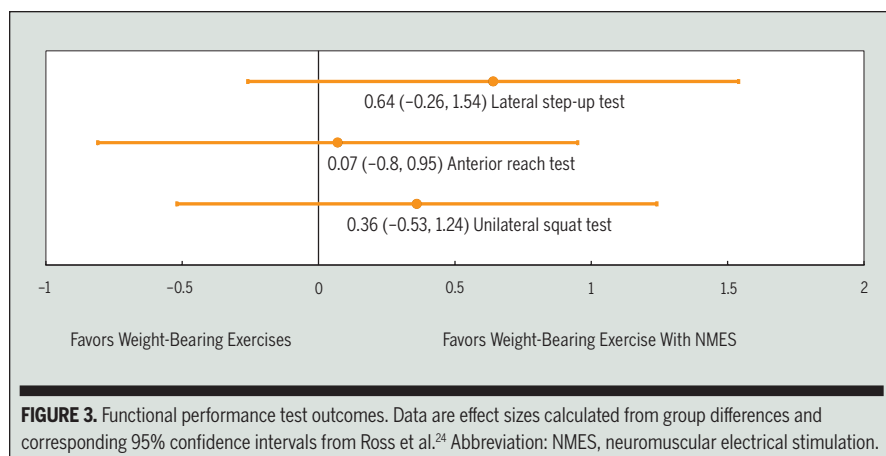 0.64 (–0.26, 1.54) Lateral step-up test
0.07 (–0.8, 0.95) Anterior reach test
0.36 (–0.53, 1.24) Unilateral squat test
–1 –0.5 0 0.5 1 1.5 2
Favors Weight-Bearing Exercises Favors Weight-Bearing Exercise With NMES
FIGURE 3. Functional performance test outcomes. Data are effect sizes calculated from group differences and
corresponding 95% confidence intervals from Ross et al.²⁴ Abbreviation: NMES, neuromuscular electrical stimulation.